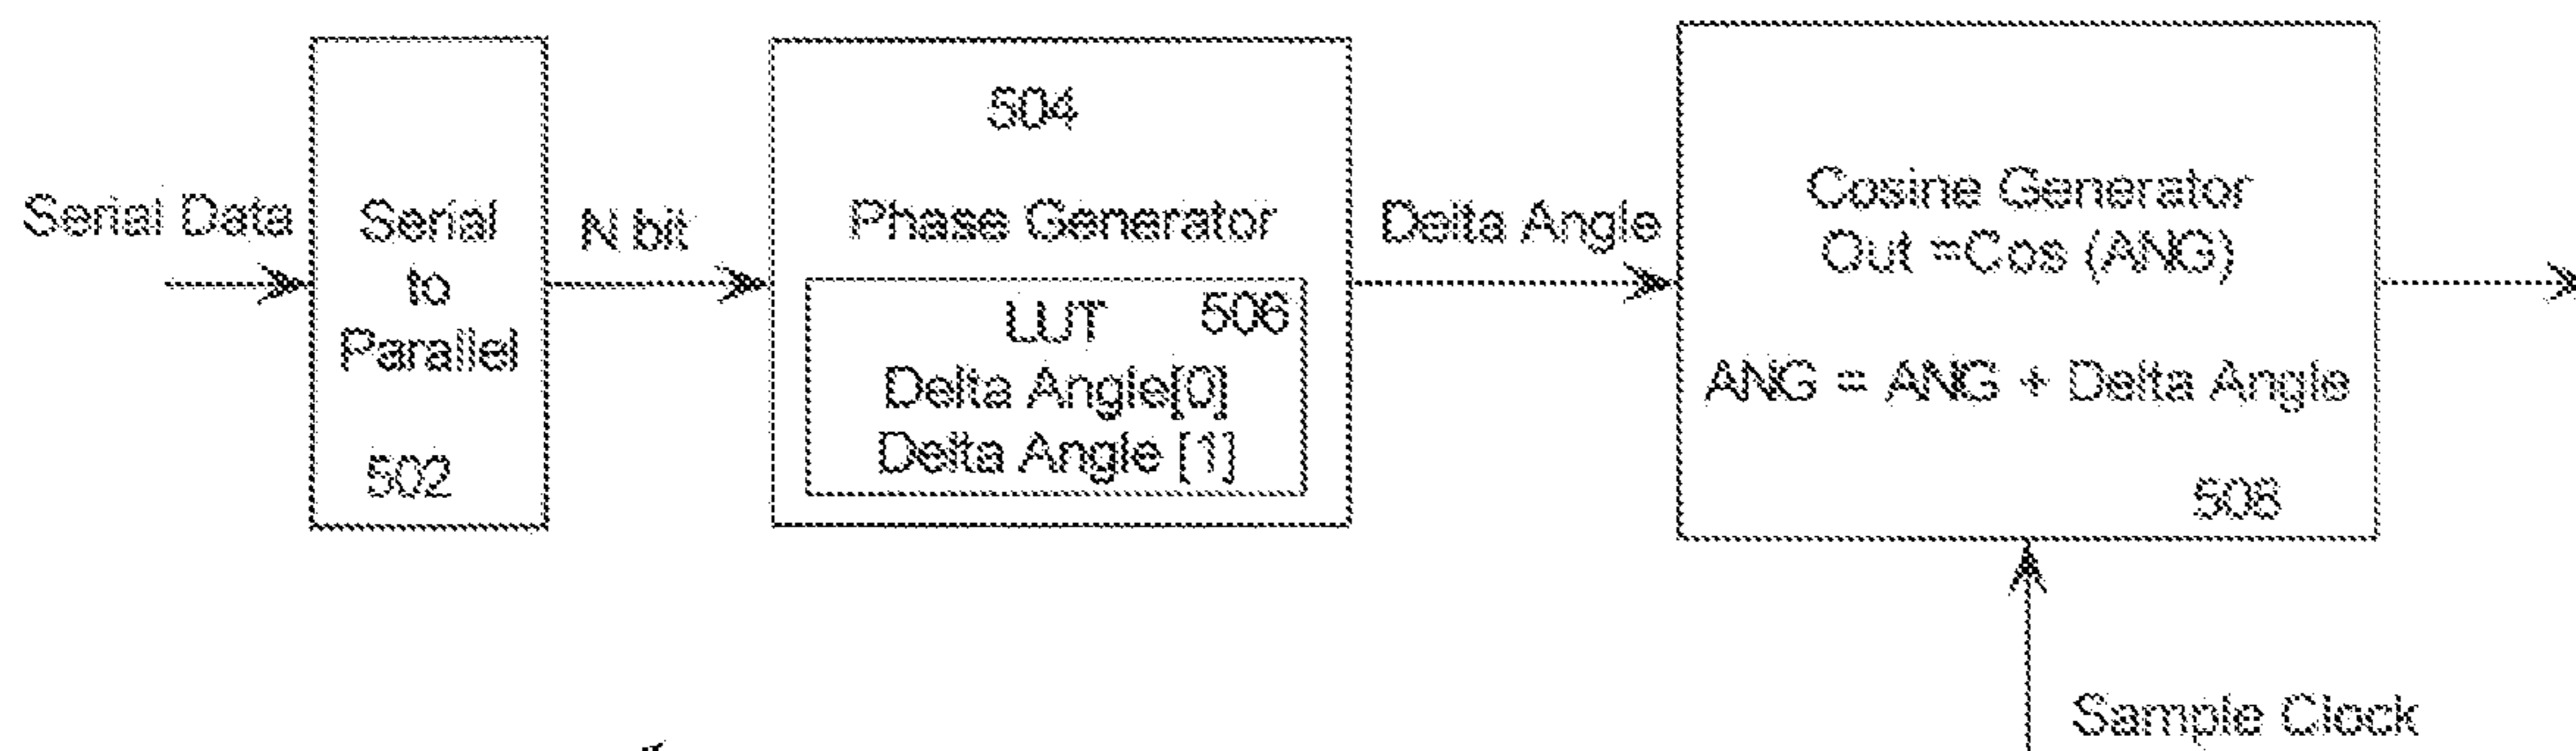 Serial Data
Serial
to
Parallel
502
N bit
504
Phase Generator
LUT 506
Delta Angle[0]
Delta Angle [1]
Delta Angle
Cosine Generator
Out =Cos (ANG)
ANG = ANG + Delta Angle
508
Sample Clock